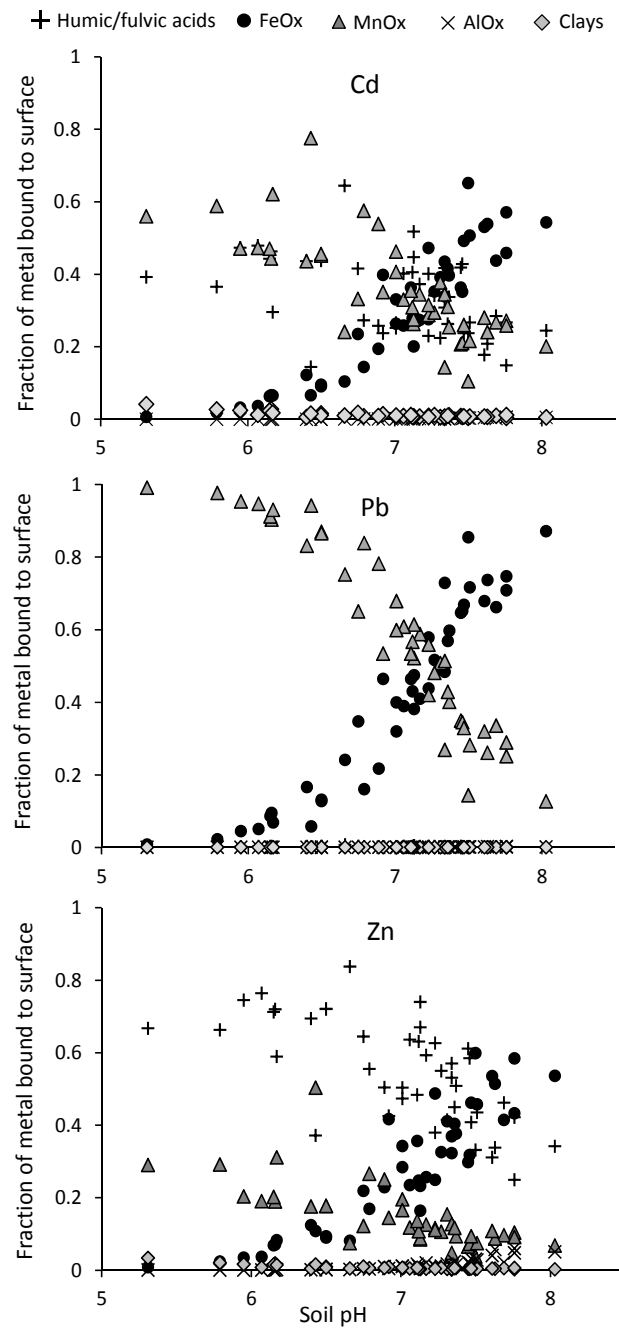 Humic/fulvic acids FeOx MnOx AlOx Clays
Cd
Fraction of metal bound to surface
1
0.8
0.6
0.4
0.2
0
5 6 7 8
Pb
Fraction of metal bound to surface
1
0.8
0.6
0.4
0.2
0
5 6 7 8
Zn
Fraction of metal bound to surface
1
0.8
0.6
0.4
0.2
0
5 6 7 8
Soil pH